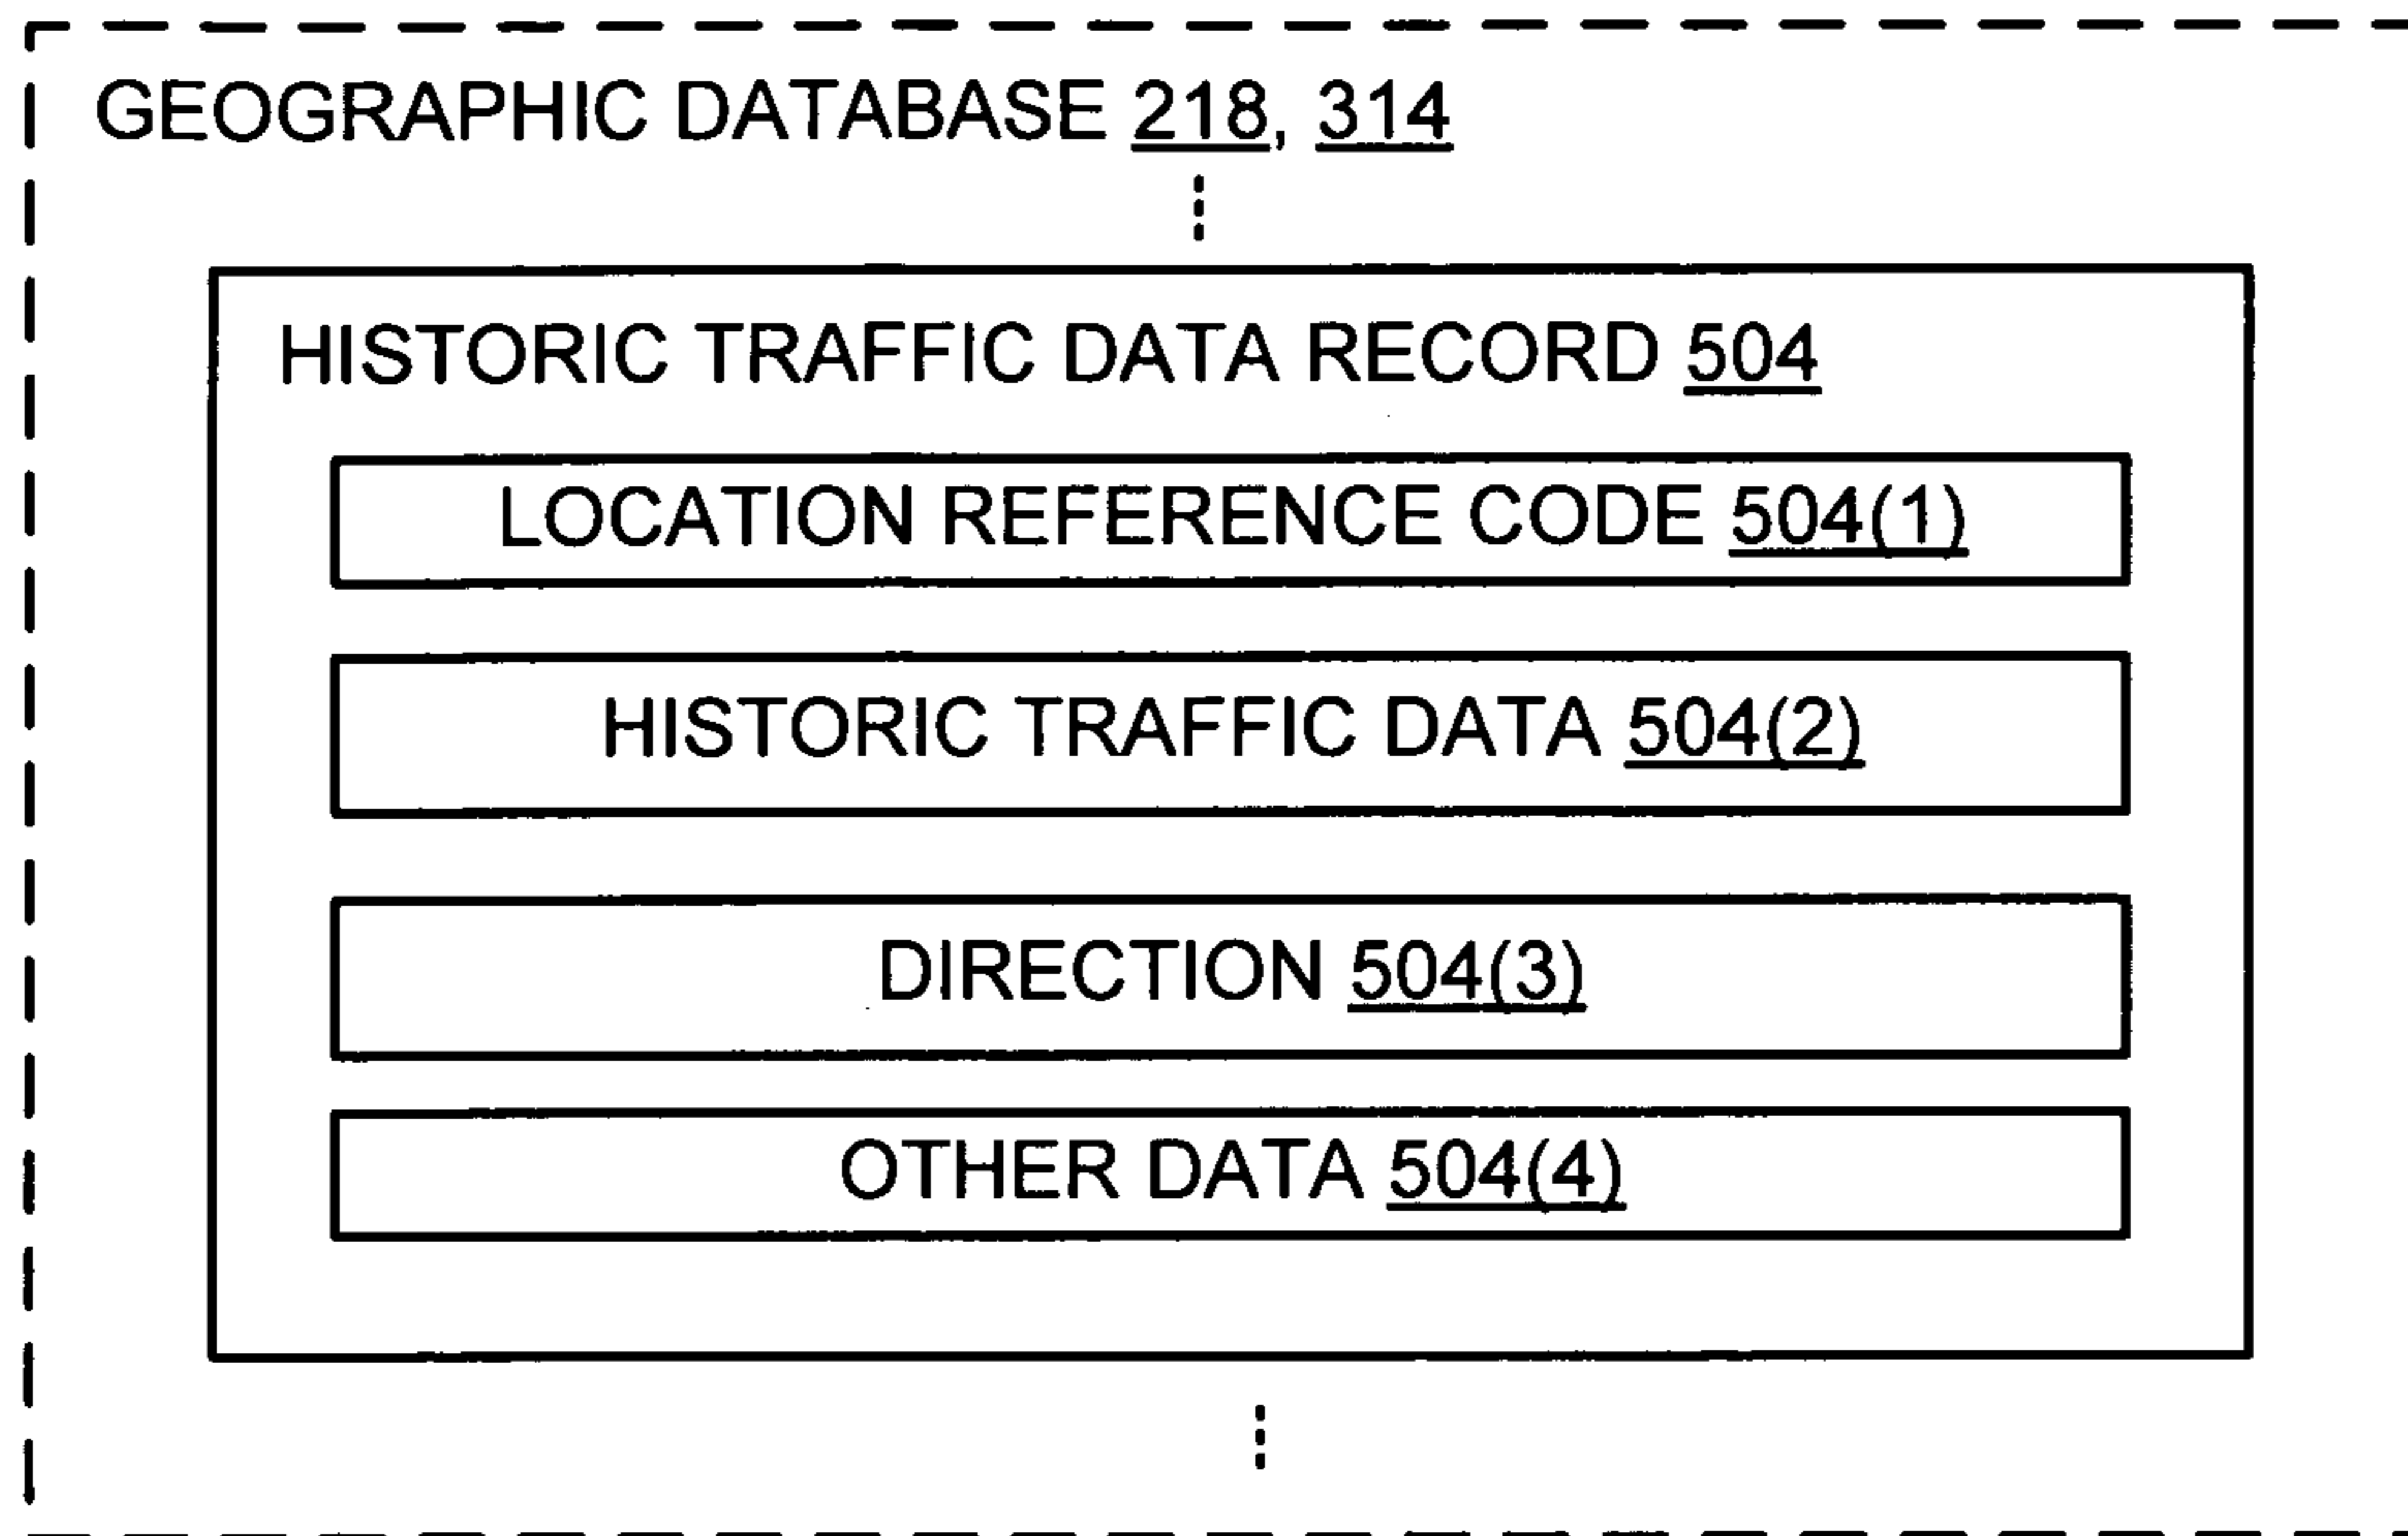 GEOGRAPHIC DATABASE 218, 314
HISTORIC TRAFFIC DATA RECORD 504
LOCATION REFERENCE CODE 504(1)
HISTORIC TRAFFIC DATA 504(2)
DIRECTION 504(3)
OTHER DATA 504(4)